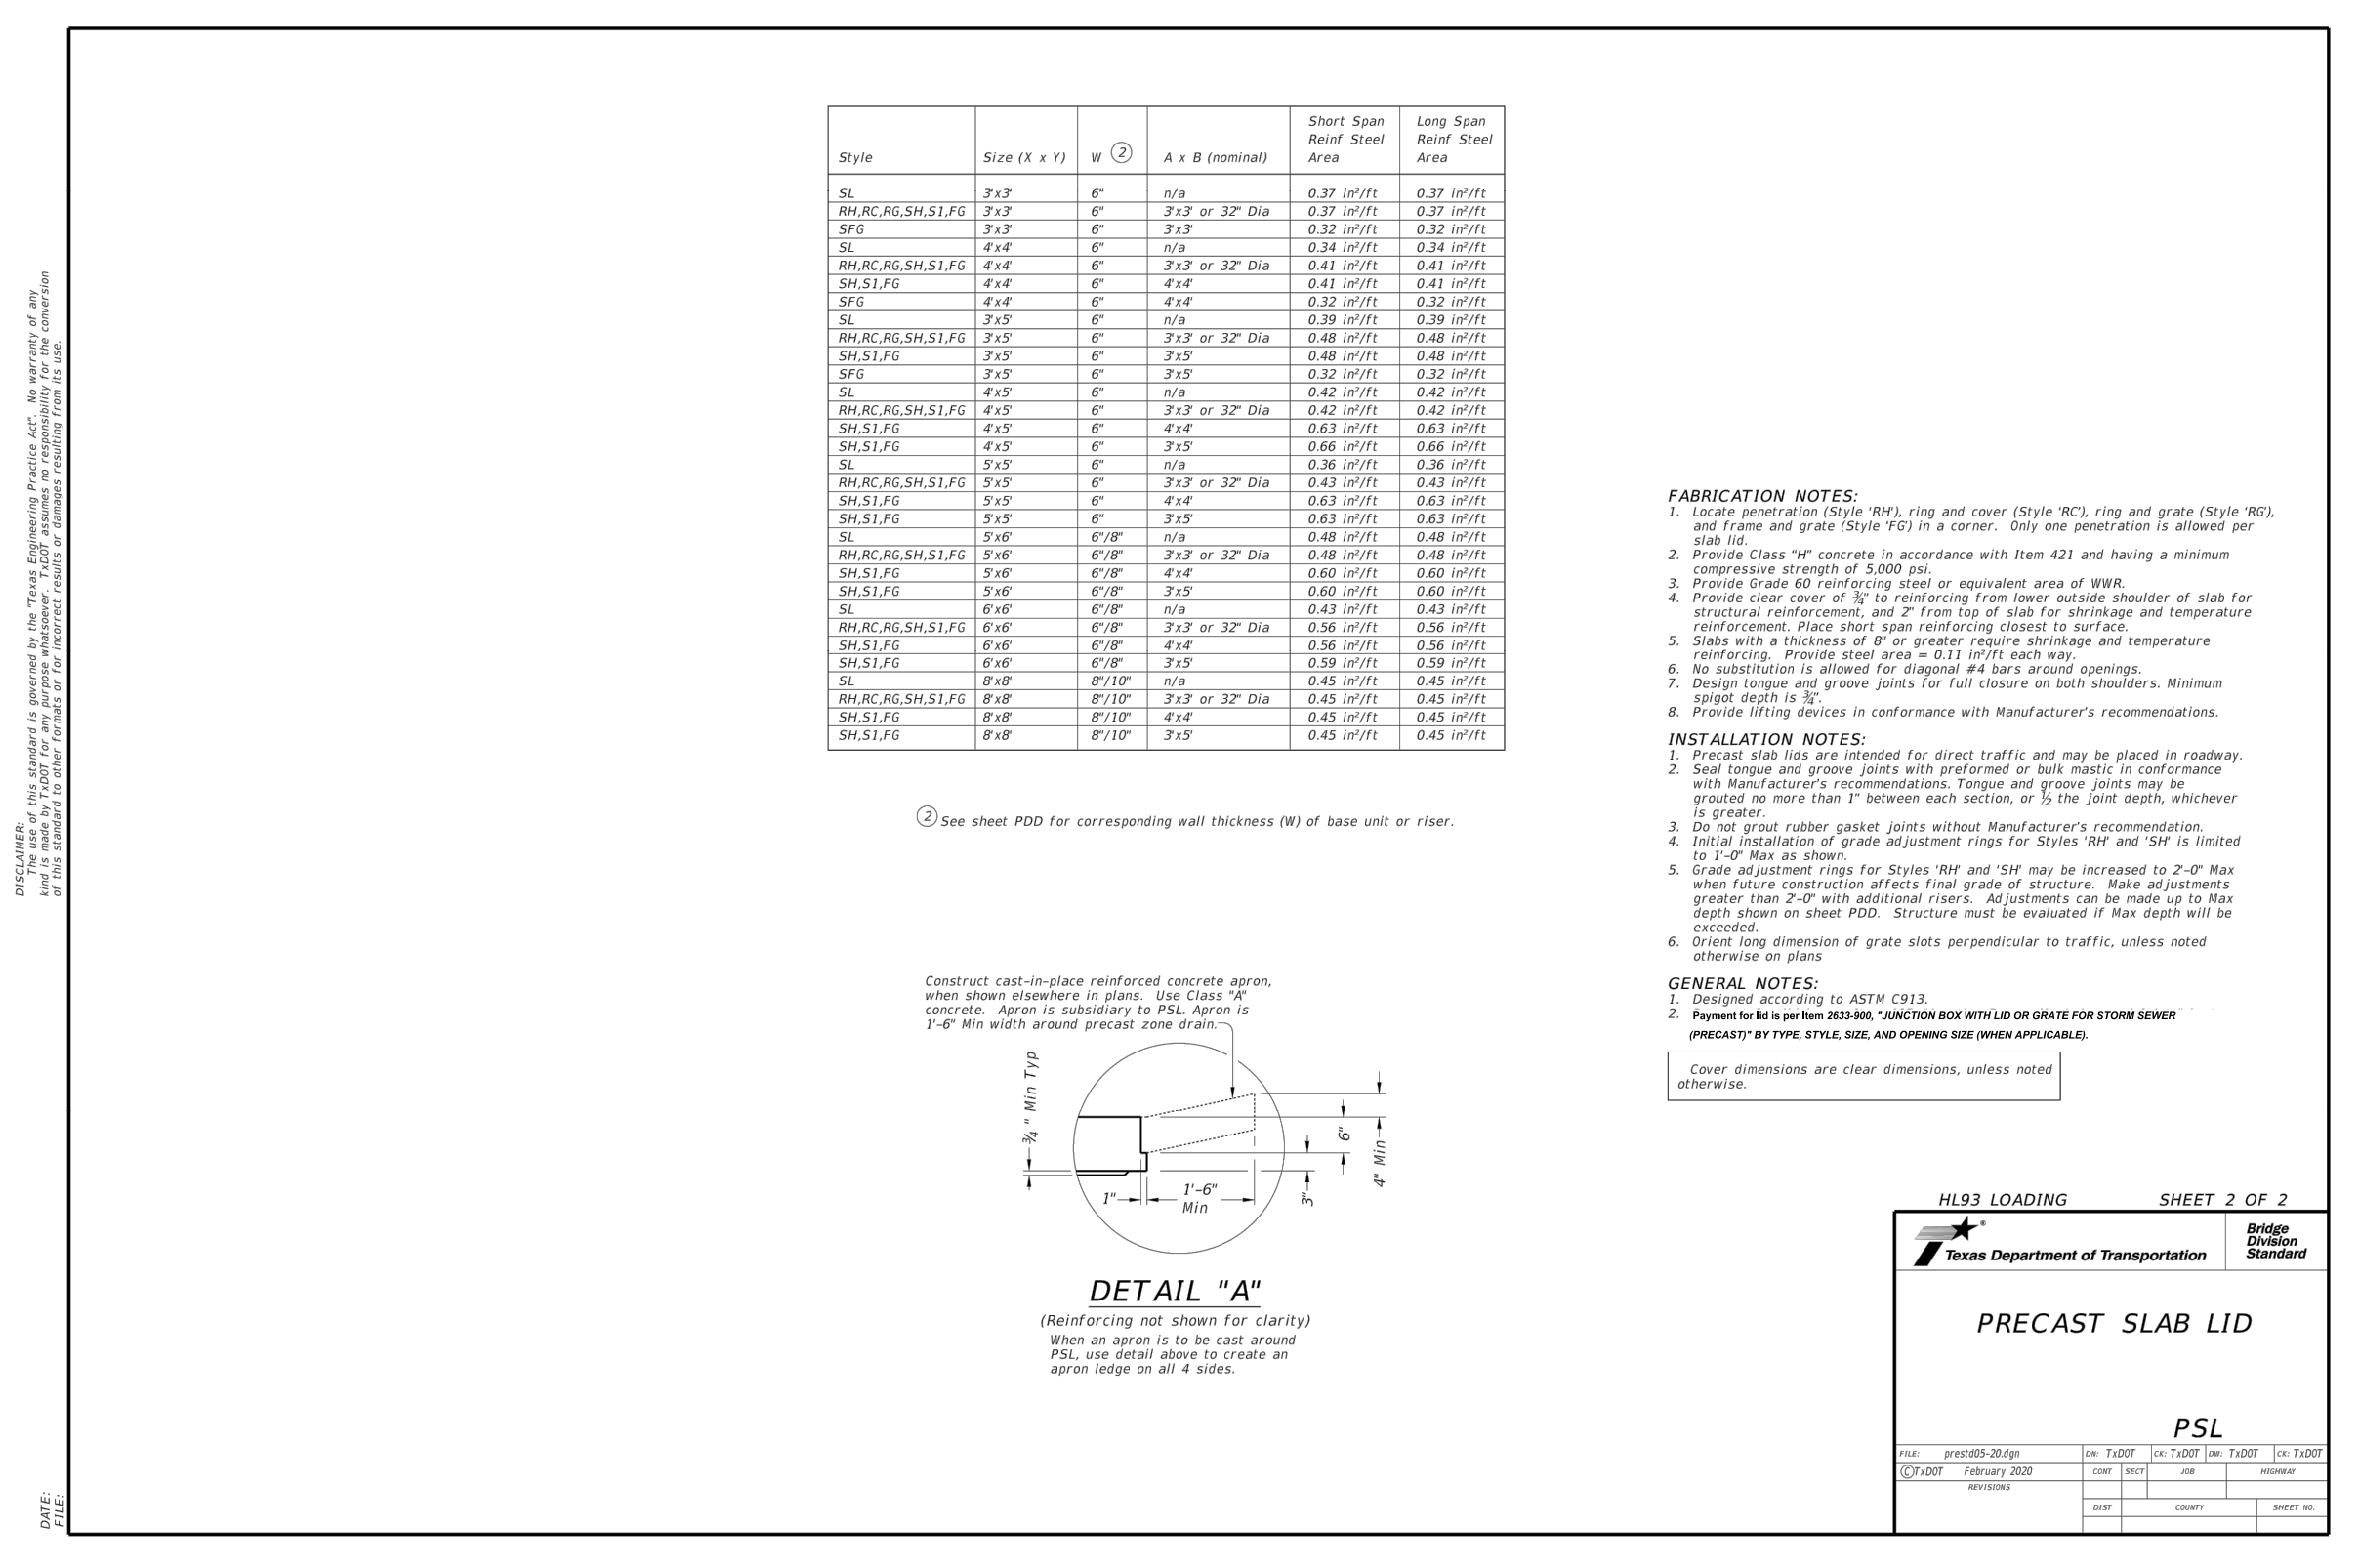 Style Size (X x Y) W ② A x B (nominal) Short Span Reinf Steel Area Long Span Reinf Steel Area
SL 3'x3' 6" n/a 0.37 in²/ft 0.37 in²/ft
RH,RC,RG,SH,S1,FG 3'x3' 6" 3'x3' or 32" Dia 0.37 in²/ft 0.37 in²/ft
SFG 3'x3' 6" 3'x3' 0.32 in²/ft 0.32 in²/ft
SL 4'x4' 6" n/a 0.34 in²/ft 0.34 in²/ft
RH,RC,RG,SH,S1,FG 4'x4' 6" 3'x3' or 32" Dia 0.41 in²/ft 0.41 in²/ft
SH,S1,FG 4'x4' 6" 4'x4' 0.41 in²/ft 0.41 in²/ft
SFG 4'x4' 6" 4'x4' 0.32 in²/ft 0.32 in²/ft
SL 3'x5' 6" n/a 0.39 in²/ft 0.39 in²/ft
RH,RC,RG,SH,S1,FG 3'x5' 6" 3'x3' or 32" Dia 0.48 in²/ft 0.48 in²/ft
SH,S1,FG 3'x5' 6" 3'x5' 0.48 in²/ft 0.48 in²/ft
SFG 3'x5' 6" 3'x5' 0.32 in²/ft 0.32 in²/ft
SL 4'x5' 6" n/a 0.42 in²/ft 0.42 in²/ft
RH,RC,RG,SH,S1,FG 4'x5' 6" 3'x3' or 32" Dia 0.42 in²/ft 0.42 in²/ft
SH,S1,FG 4'x5' 6" 4'x4' 0.63 in²/ft 0.63 in²/ft
SH,S1,FG 4'x5' 6" 3'x5' 0.66 in²/ft 0.66 in²/ft
SL 5'x5' 6" n/a 0.36 in²/ft 0.36 in²/ft
RH,RC,RG,SH,S1,FG 5'x5' 6" 3'x3' or 32" Dia 0.43 in²/ft 0.43 in²/ft
SH,S1,FG 5'x5' 6" 4'x4' 0.63 in²/ft 0.63 in²/ft
SH,S1,FG 5'x5' 6" 3'x5' 0.63 in²/ft 0.63 in²/ft
SL 5'x6' 6"/8" n/a 0.48 in²/ft 0.48 in²/ft
RH,RC,RG,SH,S1,FG 5'x6' 6"/8" 3'x3' or 32" Dia 0.48 in²/ft 0.48 in²/ft
SH,S1,FG 5'x6' 6"/8" 4'x4' 0.60 in²/ft 0.60 in²/ft
SH,S1,FG 5'x6' 6"/8" 3'x5' 0.60 in²/ft 0.60 in²/ft
SL 6'x6' 6"/8" n/a 0.43 in²/ft 0.43 in²/ft
RH,RC,RG,SH,S1,FG 6'x6' 6"/8" 3'x3' or 32" Dia 0.56 in²/ft 0.56 in²/ft
SH,S1,FG 6'x6' 6"/8" 4'x4' 0.56 in²/ft 0.56 in²/ft
SH,S1,FG 6'x6' 6"/8" 3'x5' 0.59 in²/ft 0.59 in²/ft
SL 8'x8' 8"/10" n/a 0.45 in²/ft 0.45 in²/ft
RH,RC,RG,SH,S1,FG 8'x8' 8"/10" 3'x3' or 32" Dia 0.45 in²/ft 0.45 in²/ft
SH,S1,FG 8'x8' 8"/10" 4'x4' 0.45 in²/ft 0.45 in²/ft
SH,S1,FG 8'x8' 8"/10" 3'x5' 0.45 in²/ft 0.45 in²/ft
② See sheet PDD for corresponding wall thickness (W) of base unit or riser.
Construct cast-in-place reinforced concrete apron,
when shown elsewhere in plans. Use Class "A"
concrete. Apron is subsidiary to PSL. Apron is
1'-6" Min width around precast zone drain.
¾ " Min Typ
1"
1'-6"
Min
3"
6"
4" Min
DETAIL "A"
(Reinforcing not shown for clarity)
When an apron is to be cast around
PSL, use detail above to create an
apron ledge on all 4 sides.
FABRICATION NOTES:
1. Locate penetration (Style 'RH'), ring and cover (Style 'RC'), ring and grate (Style 'RG'),
and frame and grate (Style 'FG') in a corner. Only one penetration is allowed per
slab lid.
2. Provide Class "H" concrete in accordance with Item 421 and having a minimum
compressive strength of 5,000 psi.
3. Provide Grade 60 reinforcing steel or equivalent area of WWR.
4. Provide clear cover of ¾" to reinforcing from lower outside shoulder of slab for
structural reinforcement, and 2" from top of slab for shrinkage and temperature
reinforcement. Place short span reinforcing closest to surface.
5. Slabs with a thickness of 8" or greater require shrinkage and temperature
reinforcing. Provide steel area = 0.11 in²/ft each way.
6. No substitution is allowed for diagonal #4 bars around openings.
7. Design tongue and groove joints for full closure on both shoulders. Minimum
spigot depth is ¾".
8. Provide lifting devices in conformance with Manufacturer's recommendations.
INSTALLATION NOTES:
1. Precast slab lids are intended for direct traffic and may be placed in roadway.
2. Seal tongue and groove joints with preformed or bulk mastic in conformance
with Manufacturer's recommendations. Tongue and groove joints may be
grouted no more than 1" between each section, or ½ the joint depth, whichever
is greater.
3. Do not grout rubber gasket joints without Manufacturer's recommendation.
4. Initial installation of grade adjustment rings for Styles 'RH' and 'SH' is limited
to 1'-0" Max as shown.
5. Grade adjustment rings for Styles 'RH' and 'SH' may be increased to 2'-0" Max
when future construction affects final grade of structure. Make adjustments
greater than 2'-0" with additional risers. Adjustments can be made up to Max
depth shown on sheet PDD. Structure must be evaluated if Max depth will be
exceeded.
6. Orient long dimension of grate slots perpendicular to traffic, unless noted
otherwise on plans
GENERAL NOTES:
1. Designed according to ASTM C913.
2. Payment for lid is per Item 2633-900, "JUNCTION BOX WITH LID OR GRATE FOR STORM SEWER
(PRECAST)" BY TYPE, STYLE, SIZE, AND OPENING SIZE (WHEN APPLICABLE).
Cover dimensions are clear dimensions, unless noted
otherwise.
HL93 LOADING SHEET 2 OF 2
®
Texas Department of Transportation
Bridge
Division
Standard
PRECAST SLAB LID
PSL
FILE: prestd05-20.dgn DN: TxDOT CK: TxDOT DW: TxDOT CK: TxDOT
©TxDOT February 2020 CONT SECT JOB HIGHWAY
REVISIONS
DIST COUNTY SHEET NO.
DISCLAIMER:
The use of this standard is governed by the "Texas Engineering Practice Act". No warranty of any
kind is made by TxDOT for any purpose whatsoever. TxDOT assumes no responsibility for the conversion
of this standard to other formats or for incorrect results or damages resulting from its use.
DATE:
FILE: